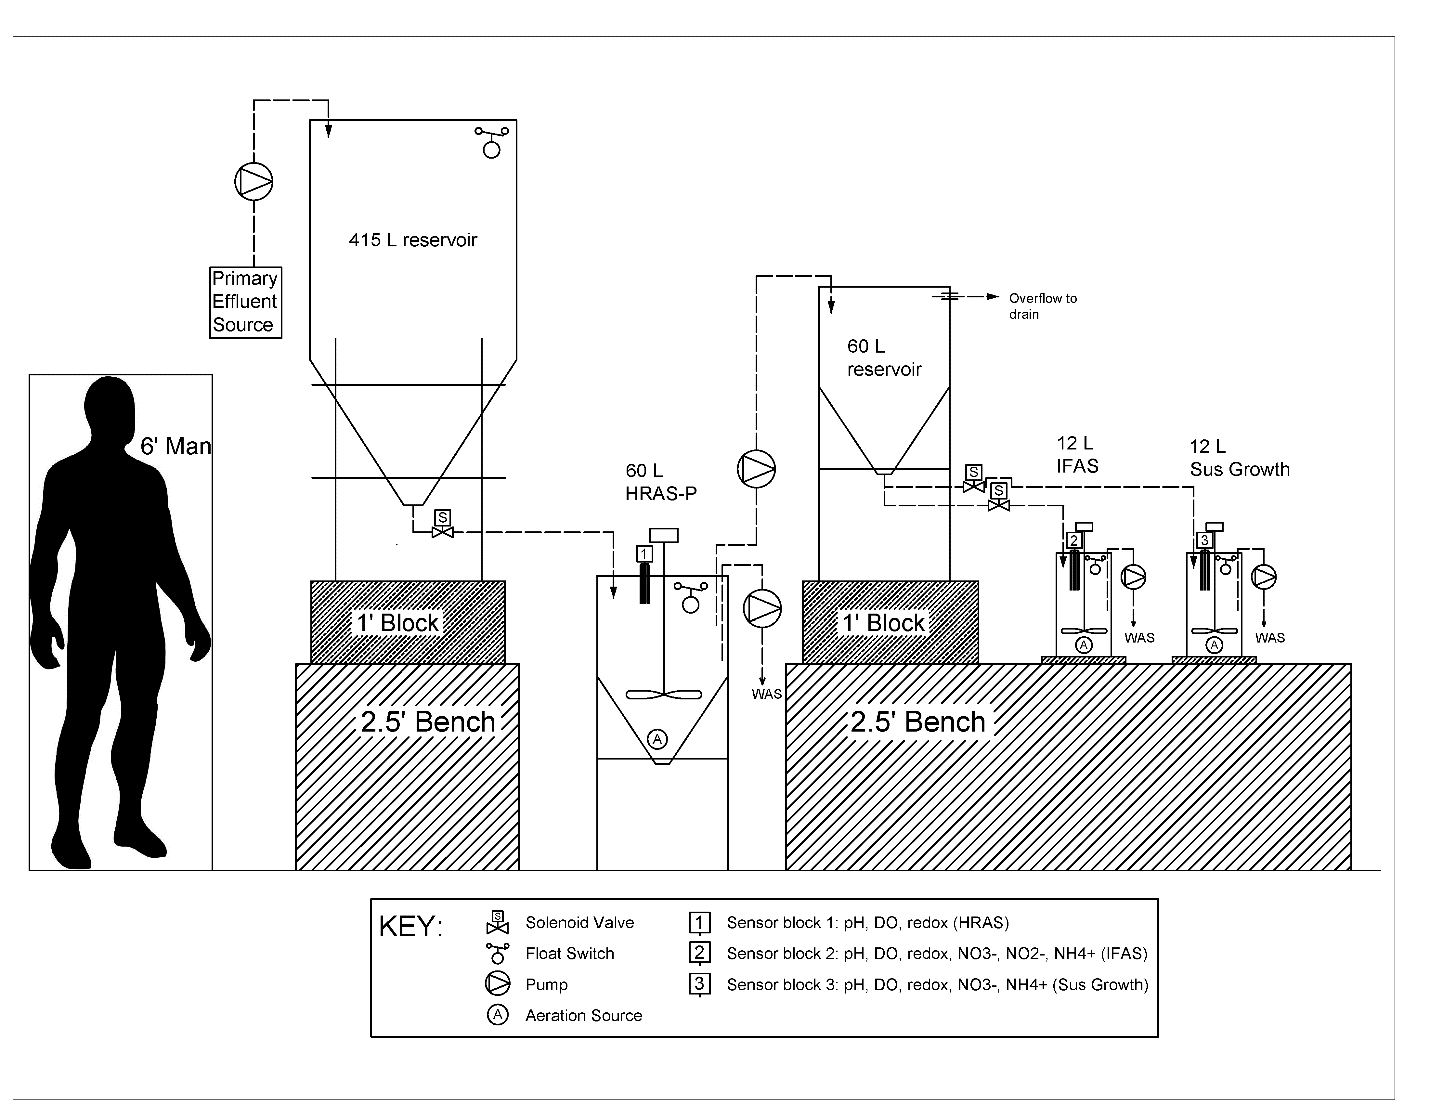 415 L reservoir
Primary
Effluent
Source
6' Man
60 L
reservoir
Overflow to
drain
60 L
HRAS-P
12 L
IFAS
12 L
Sus Growth
S
S
S
1
2
3
1' Block
1' Block
A
A
WAS
WAS
WAS
2.5' Bench
2.5' Bench
A
KEY:
S
Solenoid Valve
Float Switch
Pump
A
Aeration Source
1
Sensor block 1: pH, DO, redox (HRAS)
2
Sensor block 2: pH, DO, redox, NO3-, NO2-, NH4+ (IFAS)
3
Sensor block 3: pH, DO, redox, NO3-, NH4+ (Sus Growth)